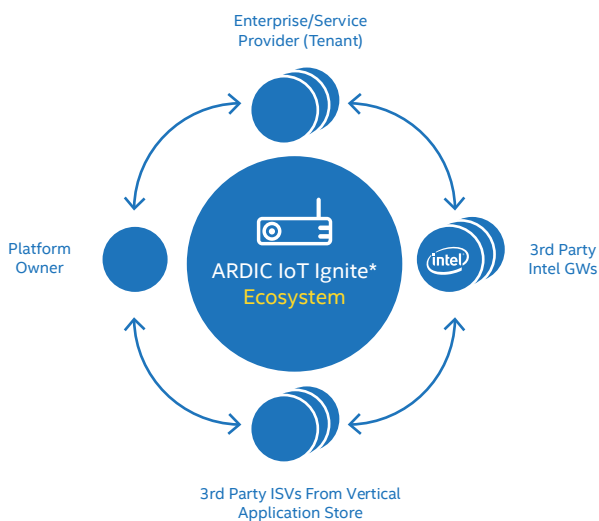 Enterprise/Service
Provider (Tenant)
Platform
Owner
ARDIC IoT Ignite*
Ecosystem
intel
3rd Party
Intel GWs
3rd Party ISVs From Vertical
Application Store